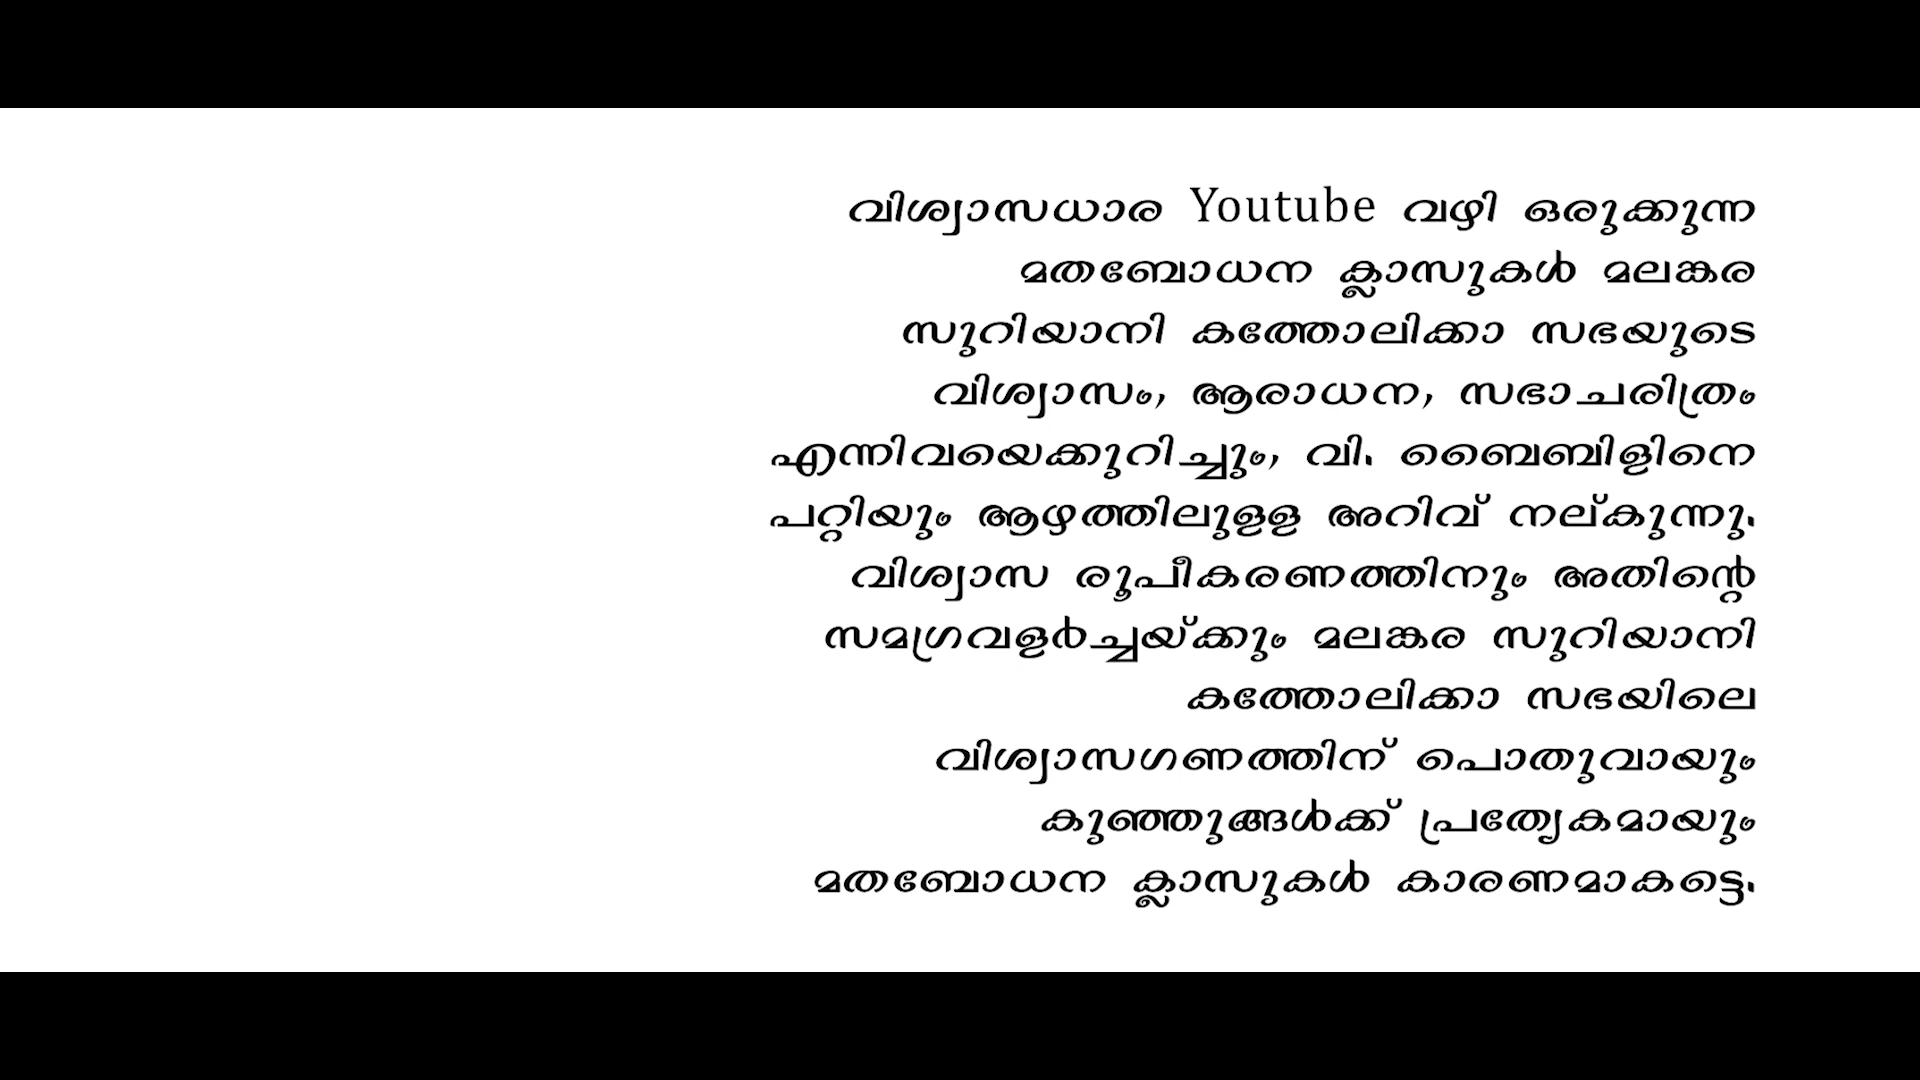 വിശ്വാസധാര Youtube വഴി ഒരുക്കുന്ന
മതബോധന ക്ലാസുകൾ മലങ്കര
സുറിയാനി കത്തോലിക്കാ സഭയുടെ
വിശ്വാസം, ആരാധന, സഭാചരിത്രം
എന്നിവയെക്കുറിച്ചും, വി. ബൈബിളിനെ
പറ്റിയും ആഴത്തിലുളള അറിവ് നല്കുന്നു.
വിശ്വാസ രൂപീകരണത്തിനും അതിന്റെ
സമഗ്രവളർച്ചയ്ക്കും മലങ്കര സുറിയാനി
കത്തോലിക്കാ സഭയിലെ
വിശ്വാസഗണത്തിന് പൊതുവായും
കുഞ്ഞുങ്ങൾക്ക് പ്രത്യേകമായും
മതബോധന ക്ലാസുകൾ കാരണമാകട്ടെ.